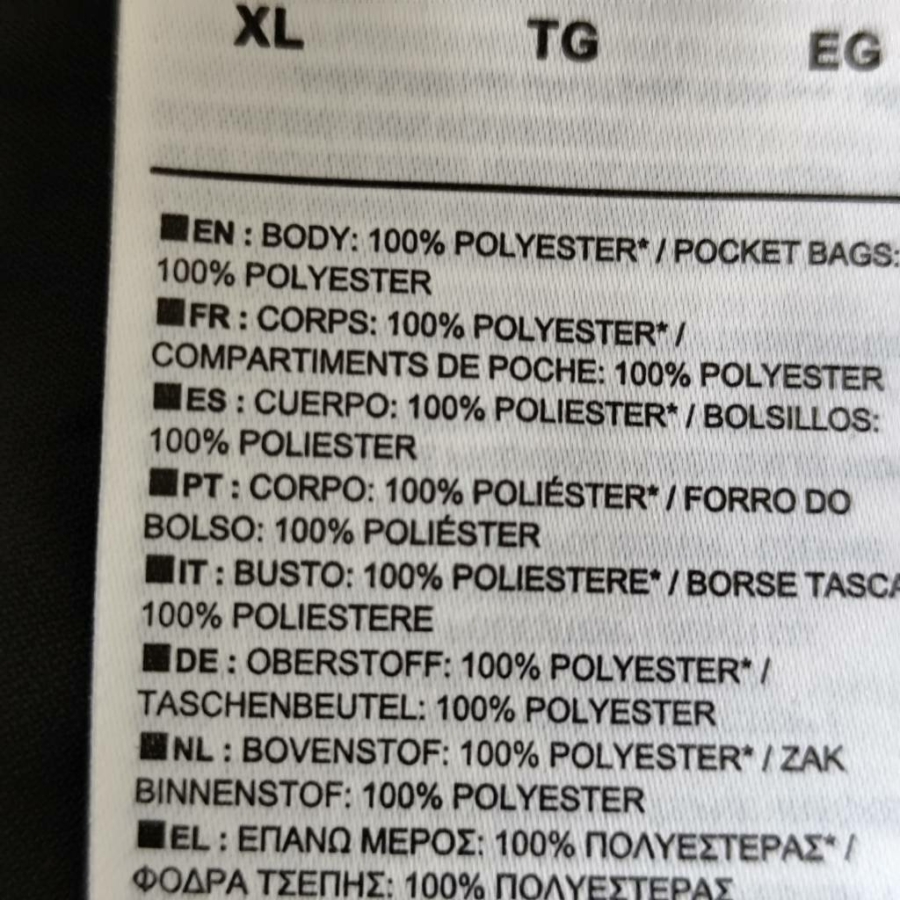 XL TG EG
EN : BODY: 100% POLYESTER* / POCKET BAGS:
100% POLYESTER
FR : CORPS: 100% POLYESTER* /
COMPARTIMENTS DE POCHE: 100% POLYESTER
ES : CUERPO: 100% POLIESTER* / BOLSILLOS:
100% POLIESTER
PT : CORPO: 100% POLIÉSTER* / FORRO DO
BOLSO: 100% POLIÉSTER
IT : BUSTO: 100% POLIESTERE* / BORSE TASCA
100% POLIESTERE
DE : OBERSTOFF: 100% POLYESTER* /
TASCHENBEUTEL: 100% POLYESTER
NL : BOVENSTOF: 100% POLYESTER* / ZAK
BINNENSTOF: 100% POLYESTER
EL : ΕΠΑΝΩ ΜΕΡΟΣ: 100% ΠΟΛΥΕΣΤΕΡΑΣ* /
ΦΟΔΡΑ ΤΣΕΠΗΣ: 100% ΠΟΛΥΕΣΤΕΡΑΣ